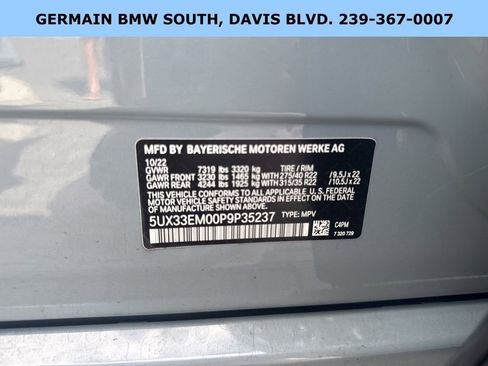 GERMAIN BMW SOUTH, DAVIS BLVD. 239-367-0007
MFD BY BAYERISCHE MOTOREN WERKE AG
10/22
GVWR 7319 lbs 3320 kg TIRE / RIM
GAWR FRONT 3230 lbs 1465 kg WITH 275/40 R22 //9.5J x 22
GAWR REAR 4244 lbs 1925 kg WITH 315/35 R22 //10.5J x 22
THIS VEHICLE CONFORMS TO ALL APPLICABLE U.S. FEDERAL
MOTOR VEHICLE SAFETY STANDARDS IN EFFECT ON THE DATE OF
MANUFACTURE SHOWN ABOVE.
5UX33EM00P9P35237 TYPE: MPV
C4PM
7 320 729